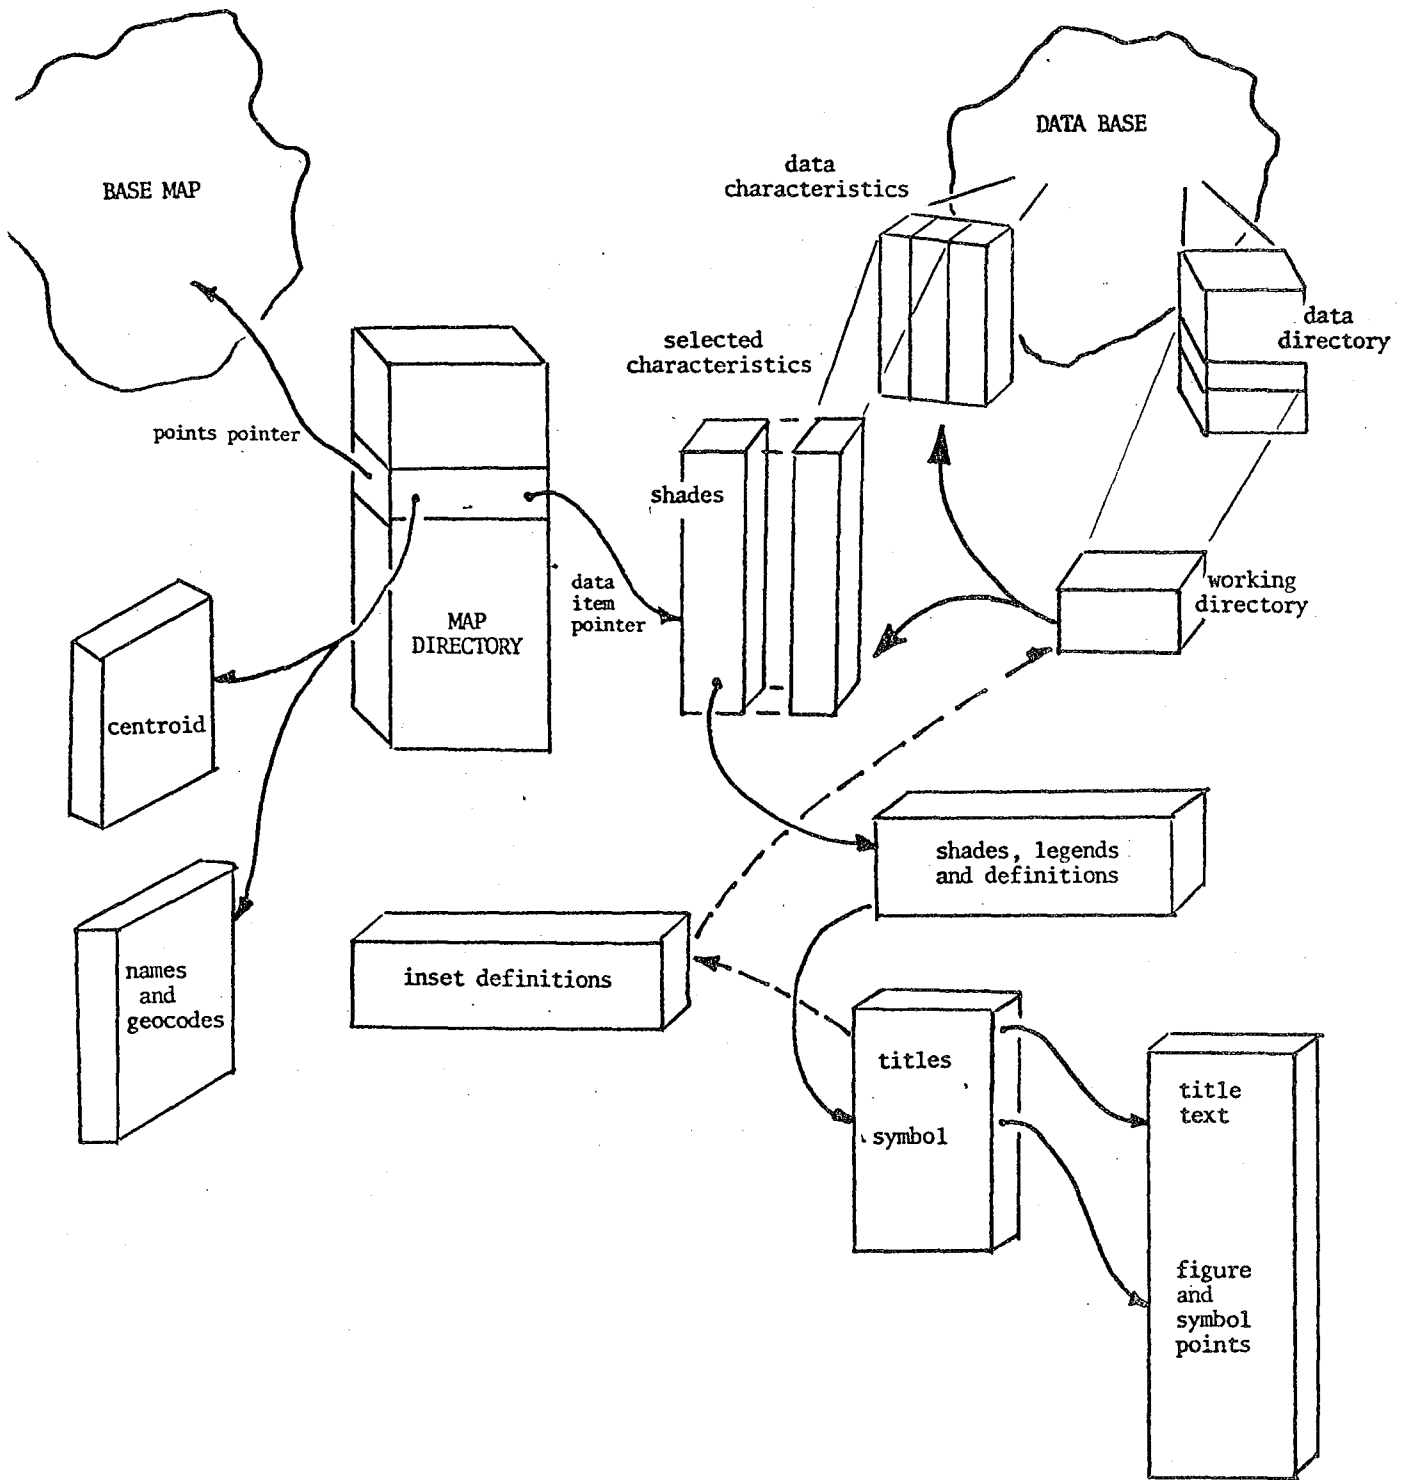 BASE MAP
DATA BASE
data
characteristics
data
directory
selected
characteristics
points pointer
shades
data
item
pointer
working
directory
MAP
DIRECTORY
centroid
shades, legends
and definitions
names
and
geocodes
inset definitions
titles
symbol
title
text
figure
and
symbol
points